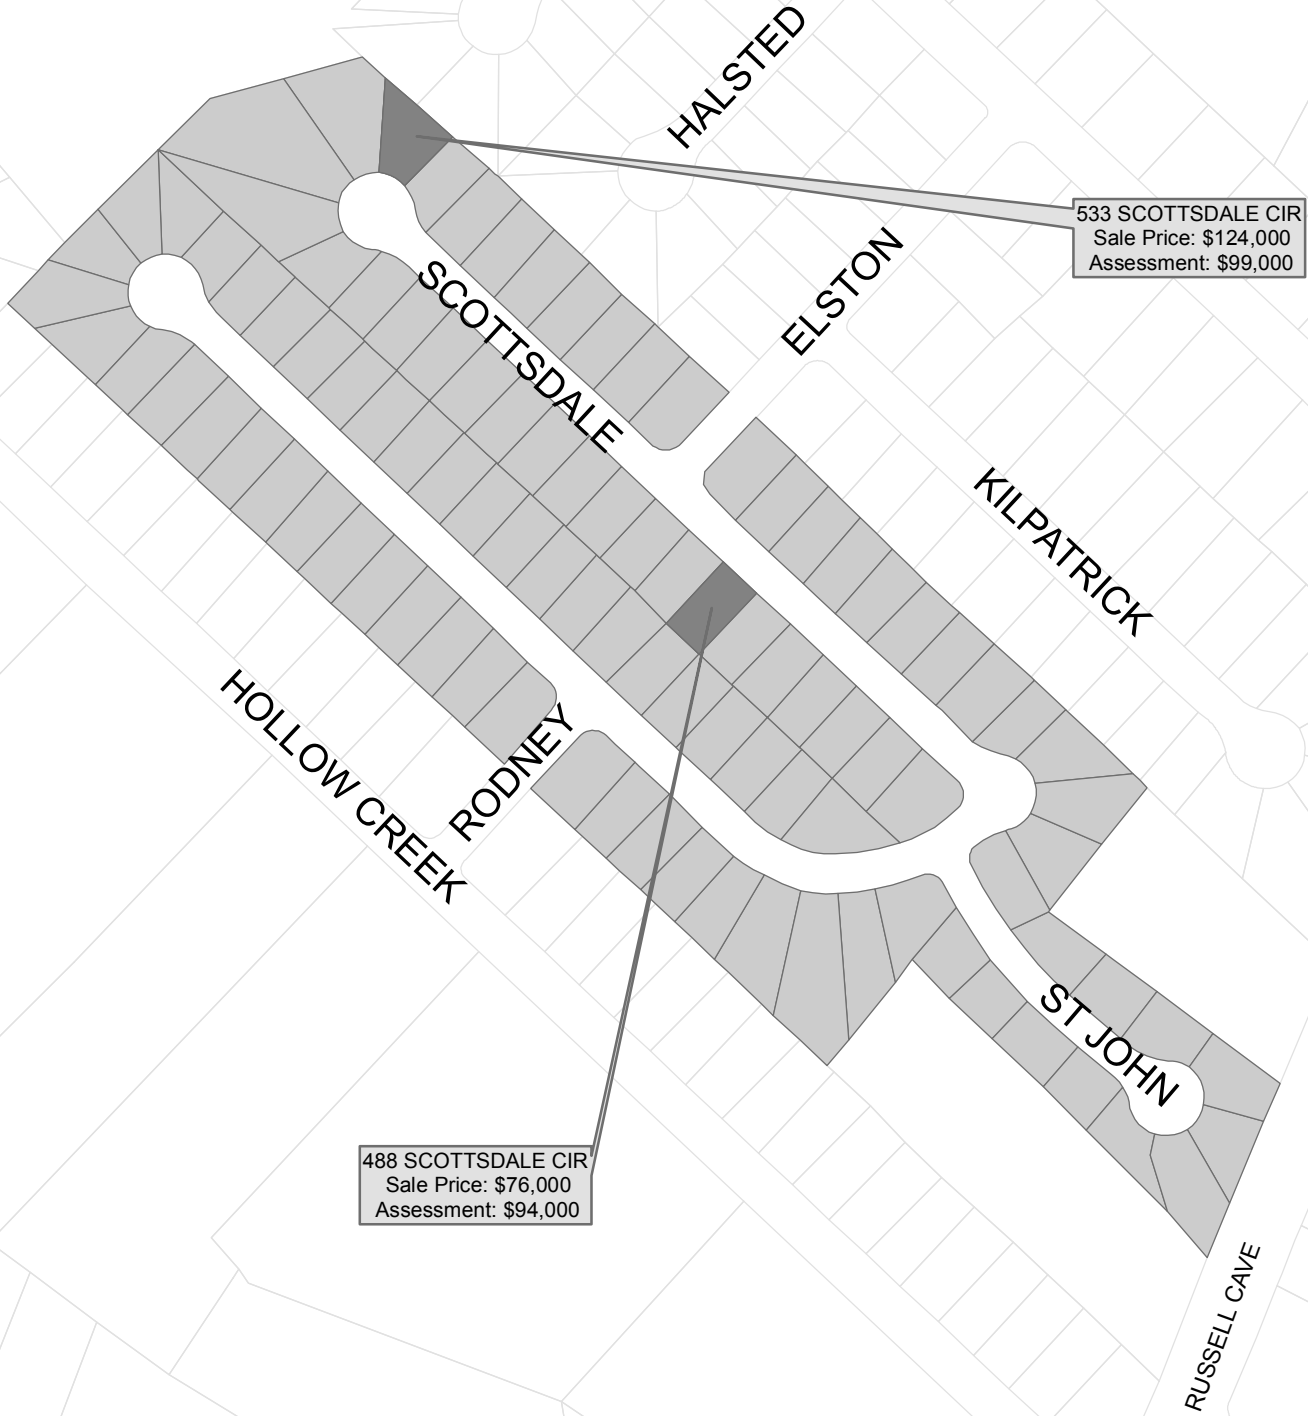 HALSTED
533 SCOTTSDALE CIR
Sale Price: $124,000
Assessment: $99,000
ELSTON
SCOTTSDALE
KILPATRICK
HOLLOW CREEK
RODNEY
ST JOHN
488 SCOTTSDALE CIR
Sale Price: $76,000
Assessment: $94,000
RUSSELL CAVE